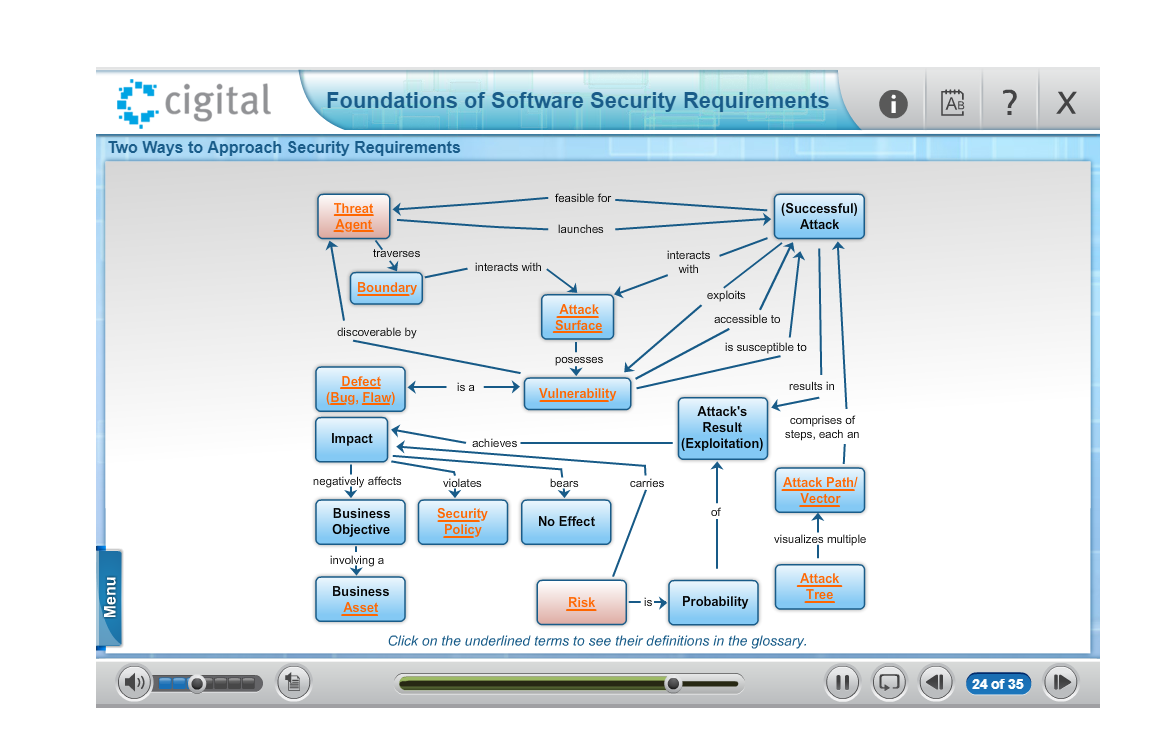 cigital
Foundations of Software Security Requirements
i
AB
?
X
Two Ways to Approach Security Requirements
Threat
Agent
feasible for
launches
(Successful)
Attack
traverses
Boundary
interacts with
interacts
with
Attack
Surface
exploits
accessible to
is susceptible to
discoverable by
posesses
Defect
(Bug, Flaw)
is a
Vulnerability
results in
Attack's
Result
(Exploitation)
comprises of
steps, each an
Impact
achieves
negatively affects
violates
bears
carries
Attack Path/
Vector
Business
Objective
Security
Policy
No Effect
of
visualizes multiple
involving a
Business
Asset
Risk
is
Probability
Attack
Tree
Menu
Click on the underlined terms to see their definitions in the glossary.
24 of 35